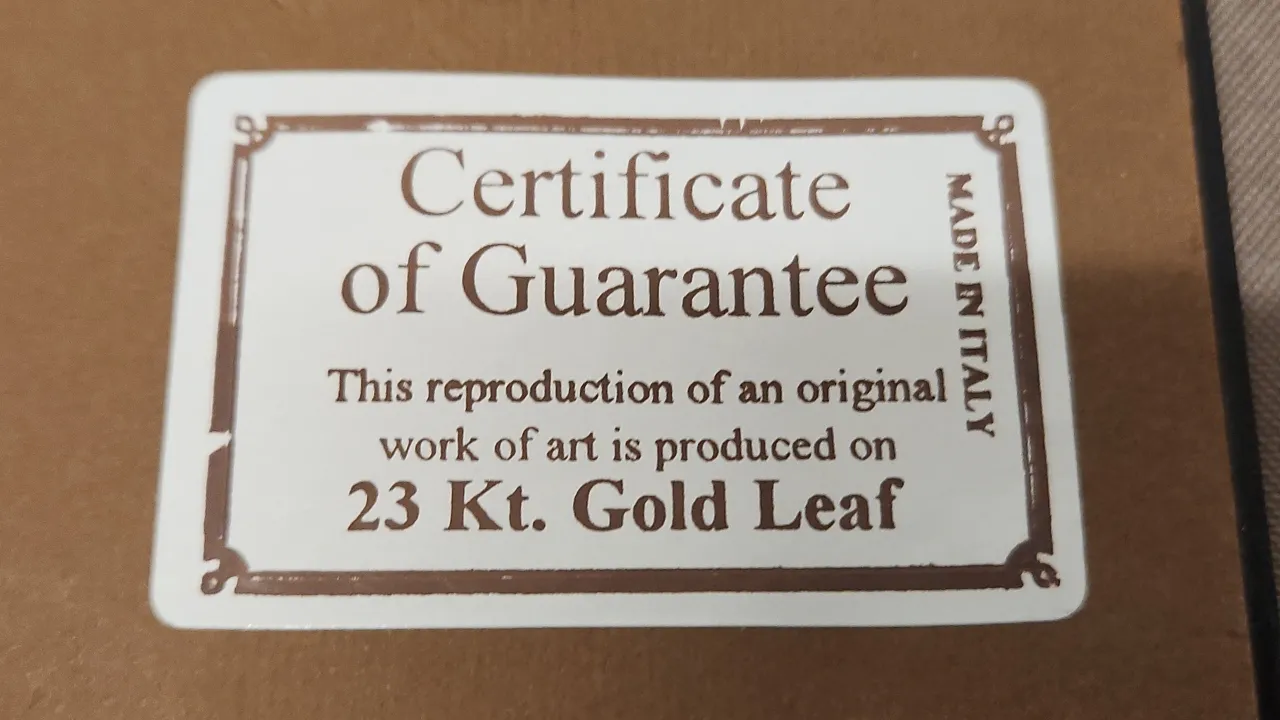 Certificate
of Guarantee
This reproduction of an original
work of art is produced on
23 Kt. Gold Leaf
MADE IN ITALY